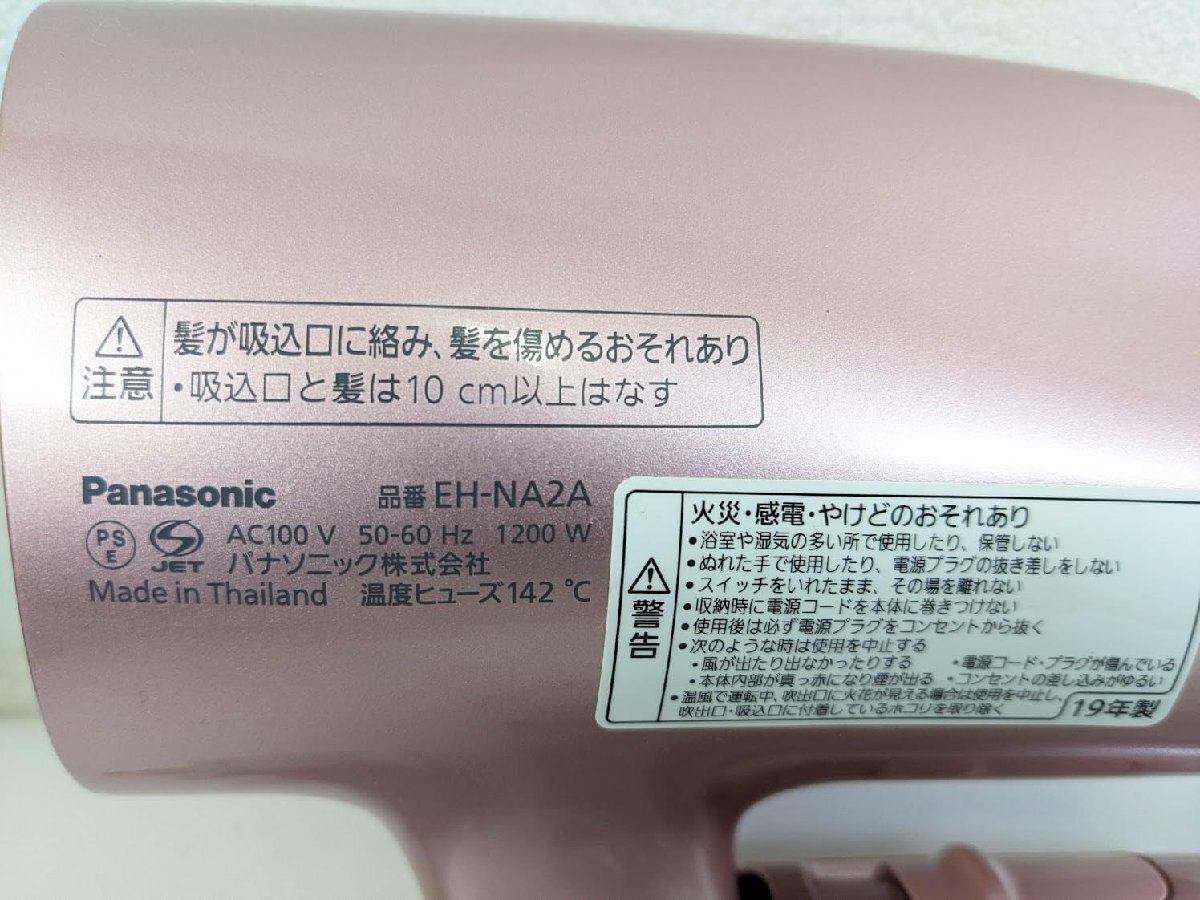 注意
髪が吸込口に絡み、髪を傷めるおそれあり
・吸込口と髪は10 cm以上はなす
Panasonic 品番 EH-NA2A
PS E JET AC100 V 50-60 Hz 1200 W
パナソニック株式会社
Made in Thailand 温度ヒューズ142 ℃
警告
火災・感電・やけどのおそれあり
•浴室や湿気の多い所で使用したり、保管しない
•ぬれた手で使用したり、電源プラグの抜き差しをしない
•スイッチをいれたまま、その場を離れない
•収納時に電源コードを本体に巻きつけない
•使用後は必ず電源プラグをコンセントから抜く
•次のような時は使用を中止する
・風が出たり出なかったりする ・電源コード・プラグが傷んでいる
・本体内部が真っ赤になり煙が出る ・コンセントの差し込みがゆるい
•温風で運転中、吹出口に火花が見える場合は使用を中止し、
吹出口・吸込口に付着しているホコリを取り除く
19年製